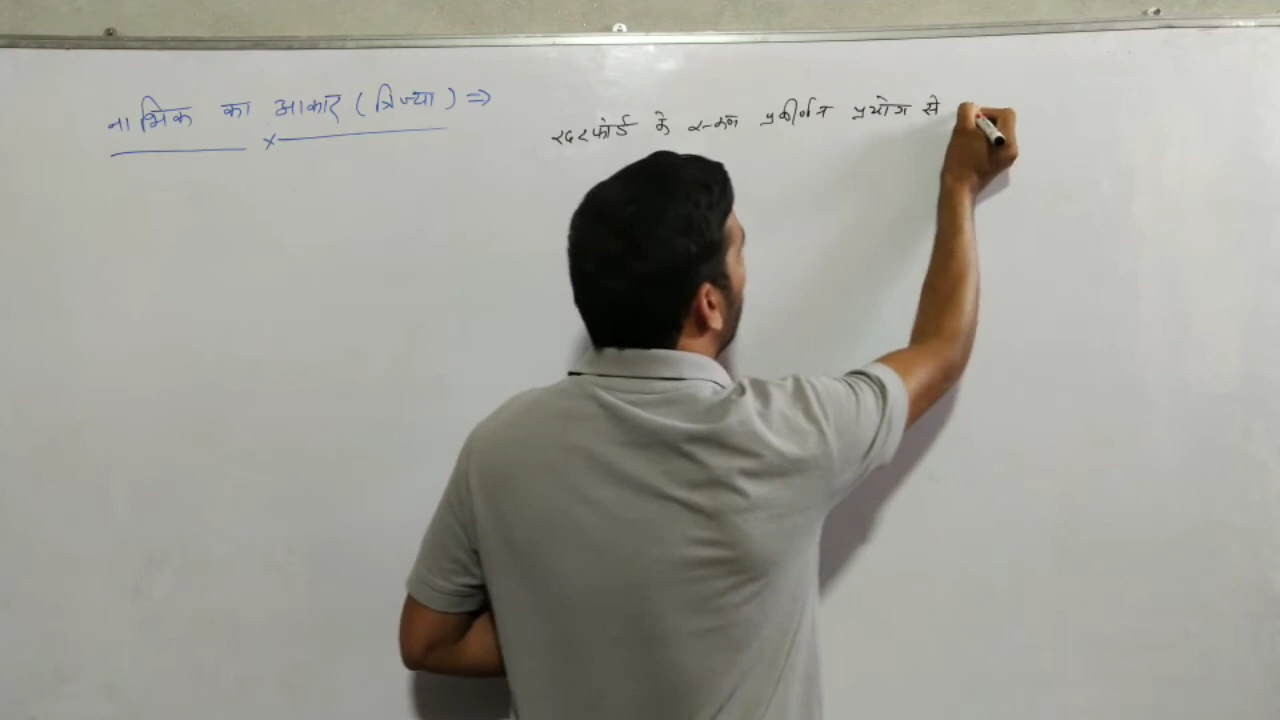 नाभिक का आकार (त्रिज्या) ⇒
रदरफोर्ड के α-कण प्रकीर्णन प्रयोग से